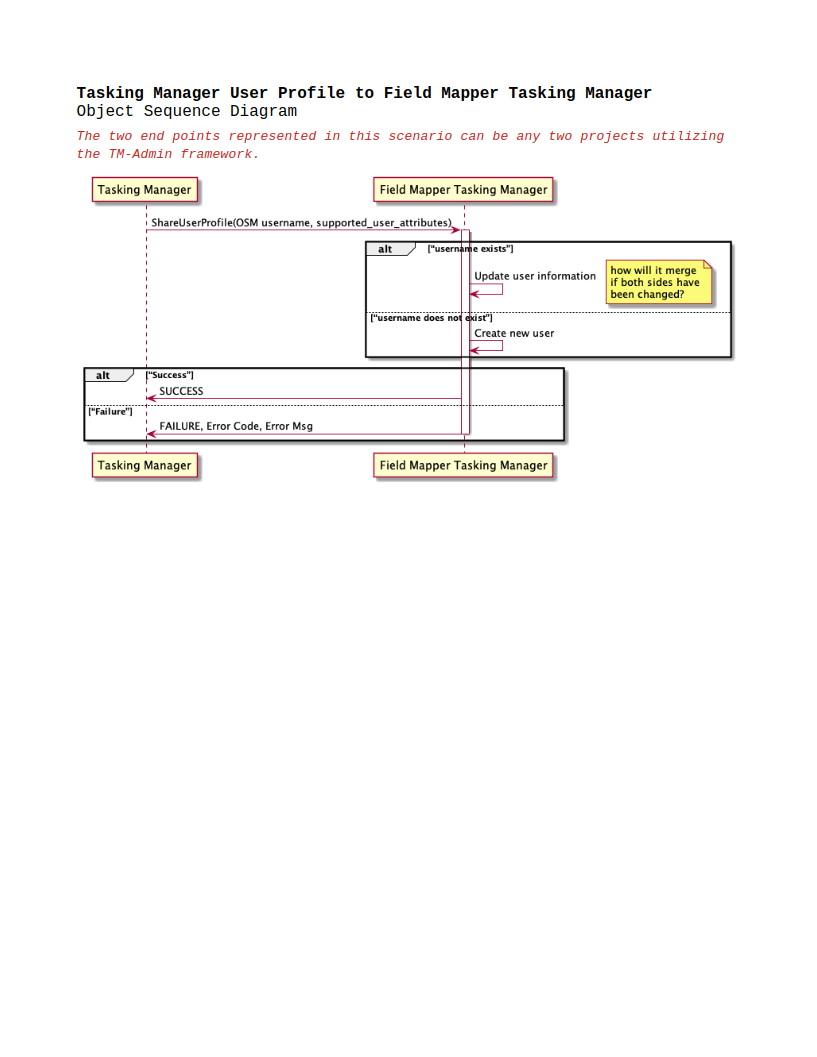 Tasking Manager User Profile to Field Mapper Tasking Manager
Object Sequence Diagram
The two end points represented in this scenario can be any two projects utilizing
the TM-Admin framework.
Tasking Manager
Field Mapper Tasking Manager
ShareUserProfile(OSM username, supported_user_attributes)
alt
["username exists"]
Update user information
how will it merge
if both sides have
been changed?
["username does not exist"]
Create new user
alt
["Success"]
SUCCESS
["Failure"]
FAILURE, Error Code, Error Msg
Tasking Manager
Field Mapper Tasking Manager